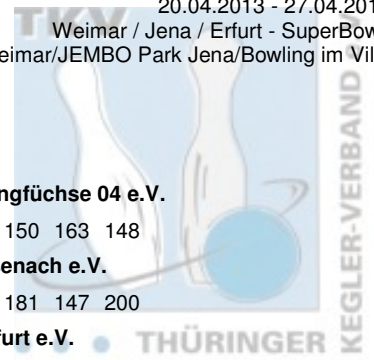 TKV
20.04.2013 - 27.04.201
Weimar / Jena / Erfurt - SuperBow
eimar/JEMBO Park Jena/Bowling im Vil
ngfüchse 04 e.V.
150 163 148
senach e.V.
181 147 200
furt e.V.
THÜRINGER
KEGLER-VERBAND e.V.